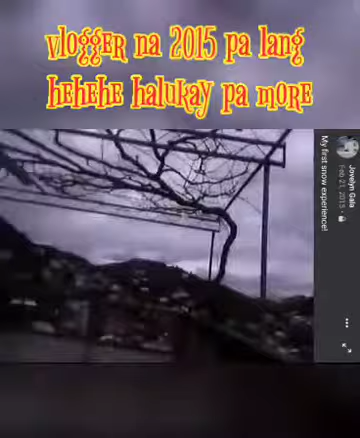 vlogger na 2015 pa lang
hehehe halukay pa more
Jovelyn Gala
Feb 21, 2015
My first snow experience!